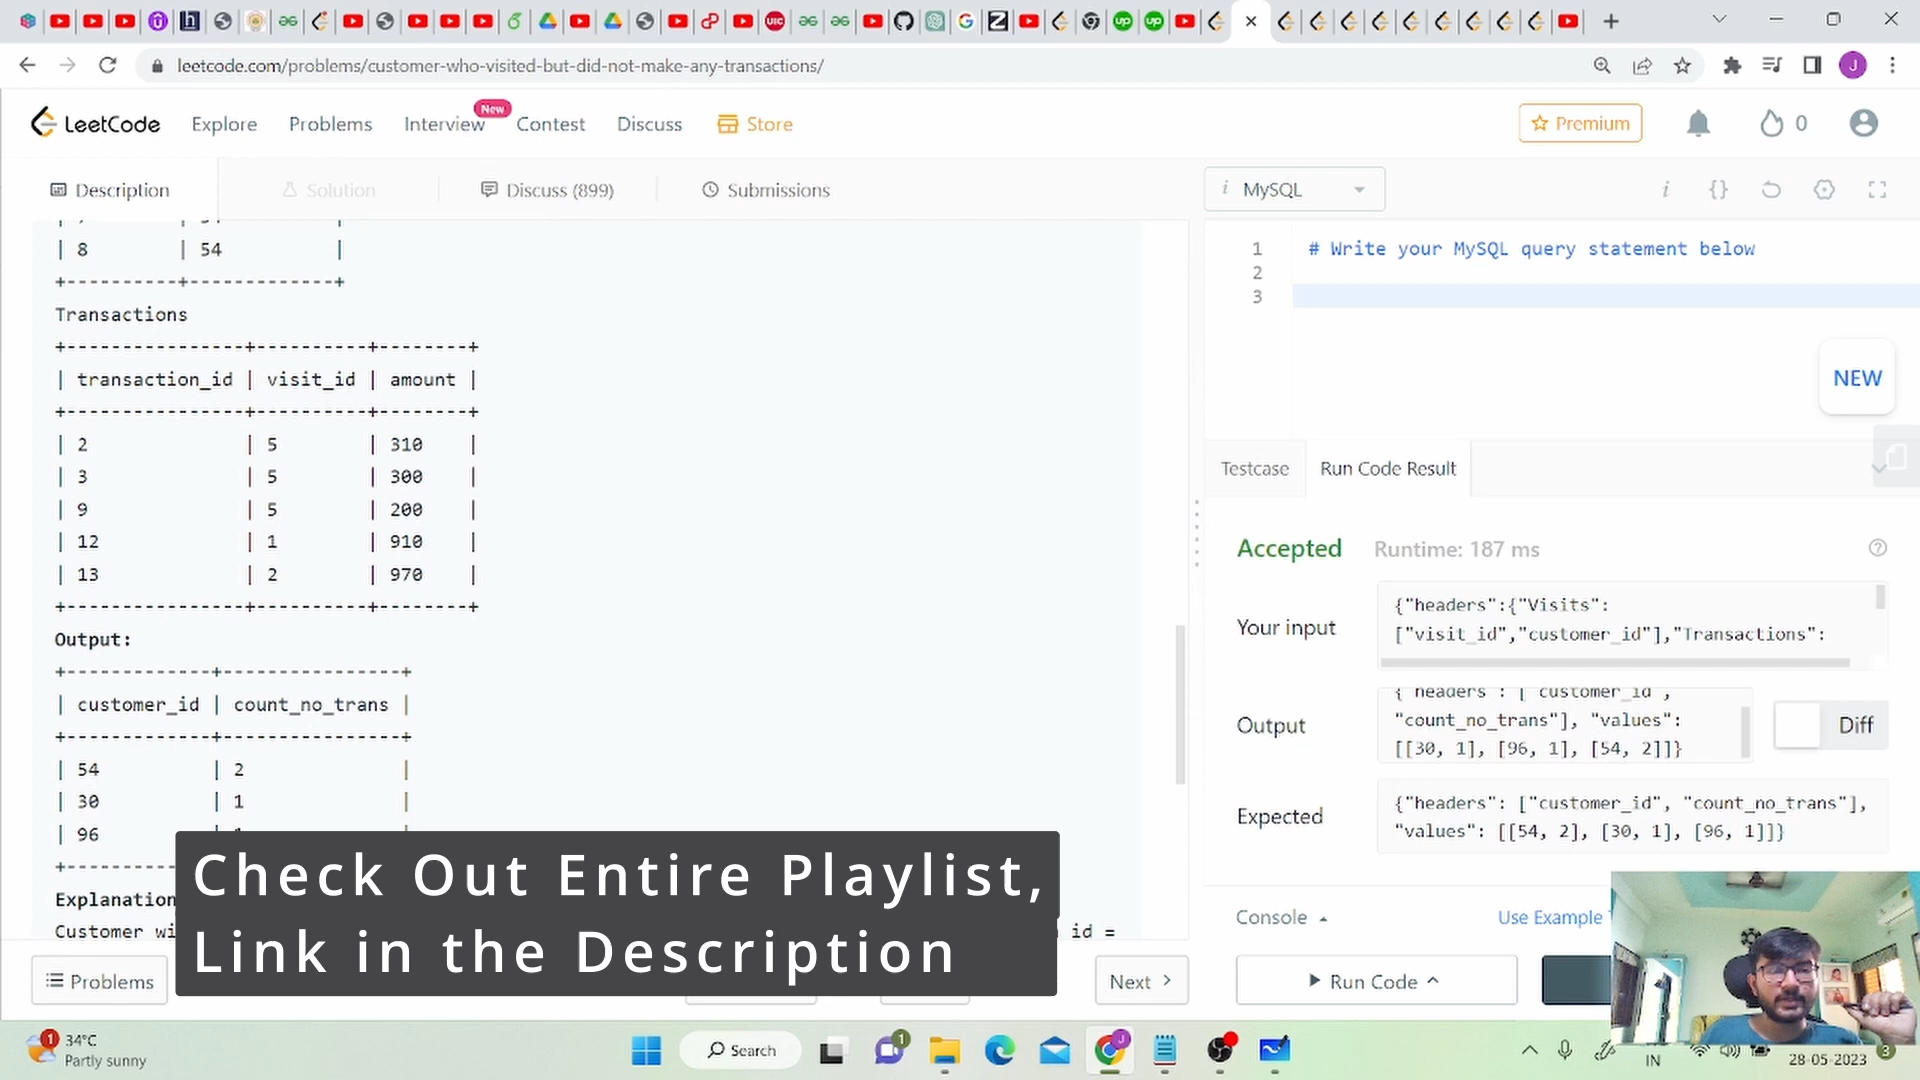 leetcode.com/problems/customer-who-visited-but-did-not-make-any-transactions/
J
LeetCode
Explore
Problems
Interview
New
Contest
Discuss
Store
Premium
0
Description
Solution
Discuss (899)
Submissions
MySQL
| 8 | 54 |
+----------+-------------+
Transactions
+----------------+----------+--------+
| transaction_id | visit_id | amount |
+----------------+----------+--------+
| 2 | 5 | 310 |
| 3 | 5 | 300 |
| 9 | 5 | 200 |
| 12 | 1 | 910 |
| 13 | 2 | 970 |
+----------------+----------+--------+
Output:
+-------------+----------------+
| customer_id | count_no_trans |
+-------------+----------------+
| 54 | 2 |
| 30 | 1 |
| 96
Explanation
Customer wi
id =
Check Out Entire Playlist,
Link in the Description
Problems
Next
1 # Write your MySQL query statement below
2
3
NEW
Testcase
Run Code Result
Accepted
Runtime: 187 ms
Your input
{"headers":{"Visits":
["visit_id","customer_id"],"Transactions":
Output
{"headers": ["customer_id",
"count_no_trans"], "values":
[[30, 1], [96, 1], [54, 2]]}
Diff
Expected
{"headers": ["customer_id", "count_no_trans"],
"values": [[54, 2], [30, 1], [96, 1]]}
Console
Use Example
Run Code
1
34°C
Partly sunny
Search
1
J
IN
28-05-2023
3